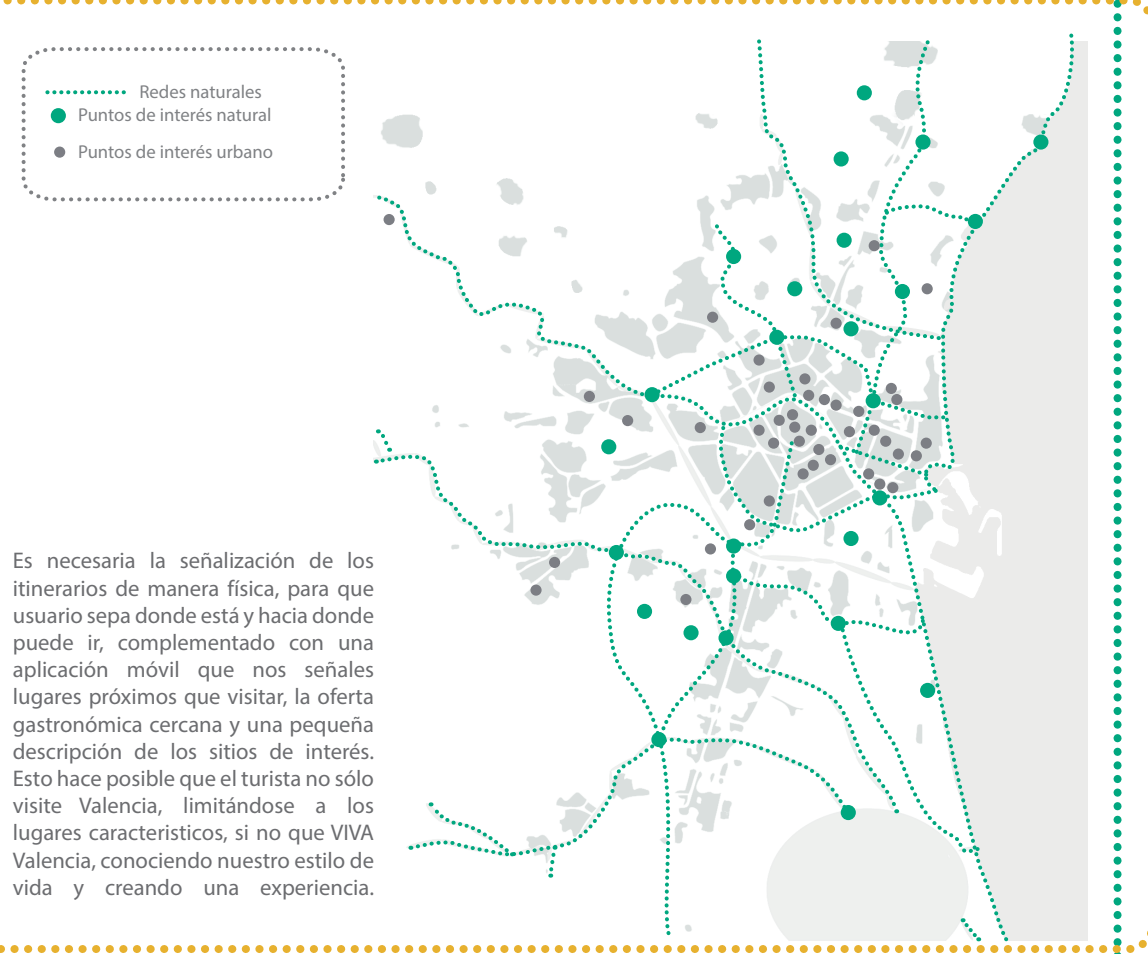 Redes naturales
Puntos de interés natural
Puntos de interés urbano
Es necesaria la señalización de los
itinerarios de manera física, para que
usuario sepa donde está y hacia donde
puede ir, complementado con una
aplicación móvil que nos señales
lugares próximos que visitar, la oferta
gastronómica cercana y una pequeña
descripción de los sitios de interés.
Esto hace posible que el turista no sólo
visite Valencia, limitándose a los
lugares caracteristicos, si no que VIVA
Valencia, conociendo nuestro estilo de
vida y creando una experiencia.